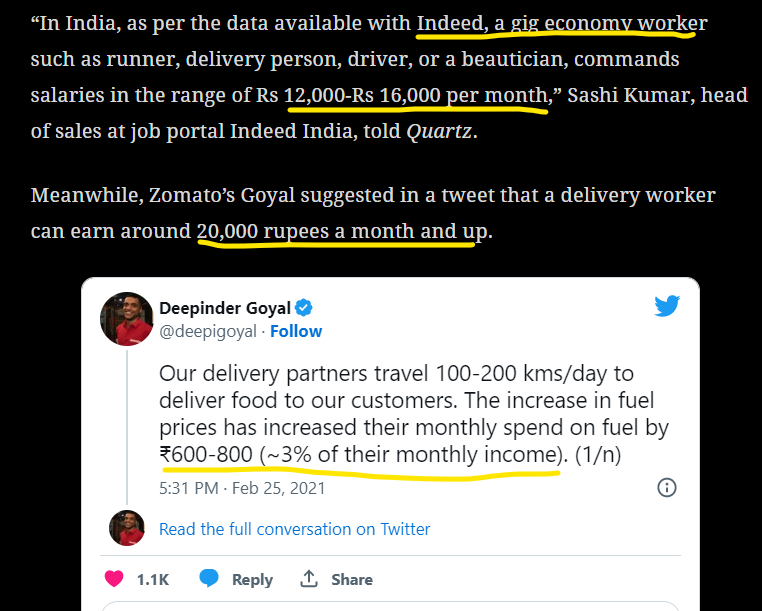 “In India, as per the data available with Indeed, a gig economy worker
such as runner, delivery person, driver, or a beautician, commands
salaries in the range of Rs 12,000-Rs 16,000 per month,” Sashi Kumar, head
of sales at job portal Indeed India, told Quartz.
Meanwhile, Zomato’s Goyal suggested in a tweet that a delivery worker
can earn around 20,000 rupees a month and up.
Deepinder Goyal
@deepigoyal · Follow
Our delivery partners travel 100-200 kms/day to
deliver food to our customers. The increase in fuel
prices has increased their monthly spend on fuel by
₹600-800 (~3% of their monthly income). (1/n)
5:31 PM · Feb 25, 2021
Read the full conversation on Twitter
1.1K Reply Share